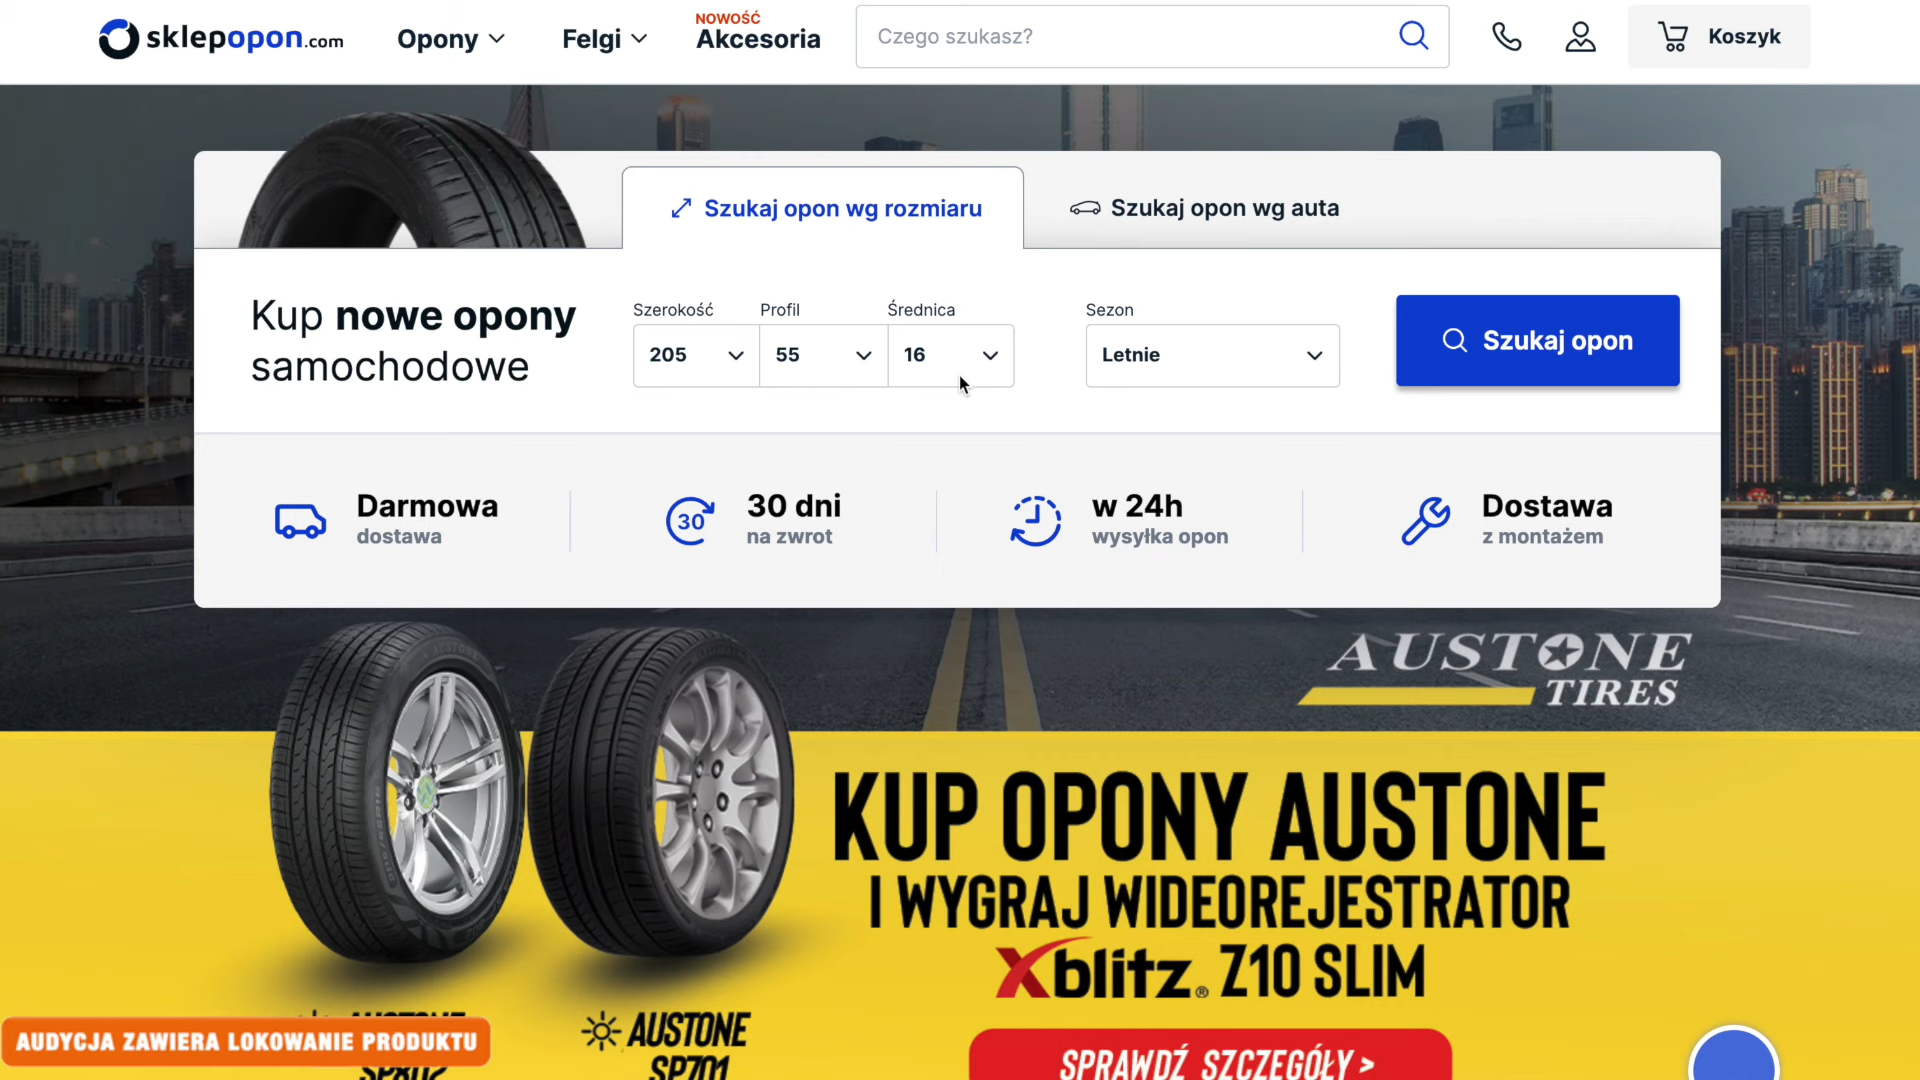 sklepopon.com
Opony
Felgi
NOWOŚĆ
Akcesoria
Czego szukasz?
Koszyk
Szukaj opon wg rozmiaru
Szukaj opon wg auta
Kup nowe opony
samochodowe
Szerokość
Profil
Średnica
Sezon
205
55
16
Letnie
Szukaj opon
Darmowa
dostawa
30
30 dni
na zwrot
w 24h
wysyłka opon
Dostawa
z montażem
AUSTONE
TIRES
KUP OPONY AUSTONE
I WYGRAJ WIDEOREJESTRATOR
Xblitz® Z10 SLIM
SPRAWDŹ SZCZEGÓŁY >
AUSTONE
SP802
AUSTONE
SP701
AUDYCJA ZAWIERA LOKOWANIE PRODUKTU